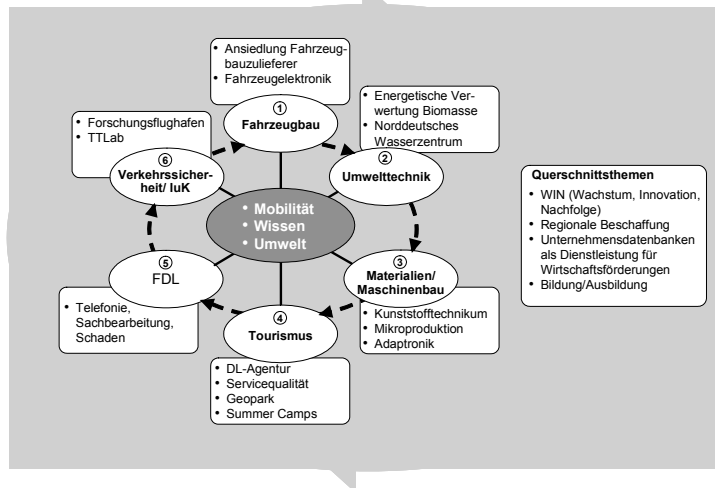 • Ansiedlung Fahrzeug-
bauzulieferer
• Fahrzeugelektronik
①
Fahrzeugbau
• Energetische Ver-
wertung Biomasse
• Norddeutsches
Wasserzentrum
②
Umwelttechnik
③
Materialien/
Maschinenbau
• Kunststofftechnikum
• Mikroproduktion
• Adaptronik
④
Tourismus
• DL-Agentur
• Servicequalität
• Geopark
• Summer Camps
⑤
FDL
• Telefonie,
Sachbearbeitung,
Schaden
• Forschungsflughafen
• TTLab
⑥
Verkehrssicher-
heit/ IuK
• Mobilität
• Wissen
• Umwelt
Querschnittsthemen
• WIN (Wachstum, Innovation,
Nachfolge)
• Regionale Beschaffung
• Unternehmensdatenbanken
als Dienstleistung für
Wirtschaftsförderungen
• Bildung/Ausbildung